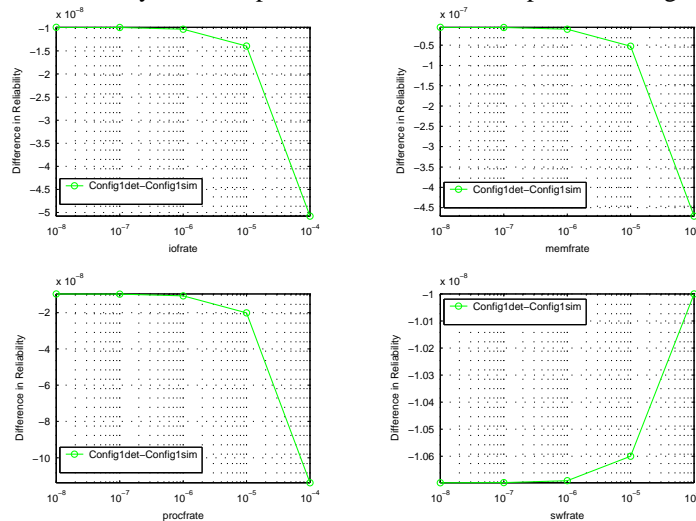 x 10⁻⁸
−1
−1.5
−2
−2.5
−3
−3.5
−4
−4.5
−5
Difference in Reliability
Config1det−Config1sim
10⁻⁸ 10⁻⁷ 10⁻⁶ 10⁻⁵ 10⁻⁴
iofrate
x 10⁻⁷
−0.5
−1
−1.5
−2
−2.5
−3
−3.5
−4
−4.5
Difference in Reliability
Config1det−Config1sim
10⁻⁸ 10⁻⁷ 10⁻⁶ 10⁻⁵ 10
memfrate
x 10⁻⁸
−2
−4
−6
−8
−10
Difference in Reliability
Config1det−Config1sim
10⁻⁸ 10⁻⁷ 10⁻⁶ 10⁻⁵ 10⁻⁴
procfrate
x 10⁻⁸
−1
−1.01
−1.02
−1.03
−1.04
−1.05
−1.06
Difference in Reliability
Config1det−Config1sim
10⁻⁸ 10⁻⁷ 10⁻⁶ 10⁻⁵ 10
swfrate